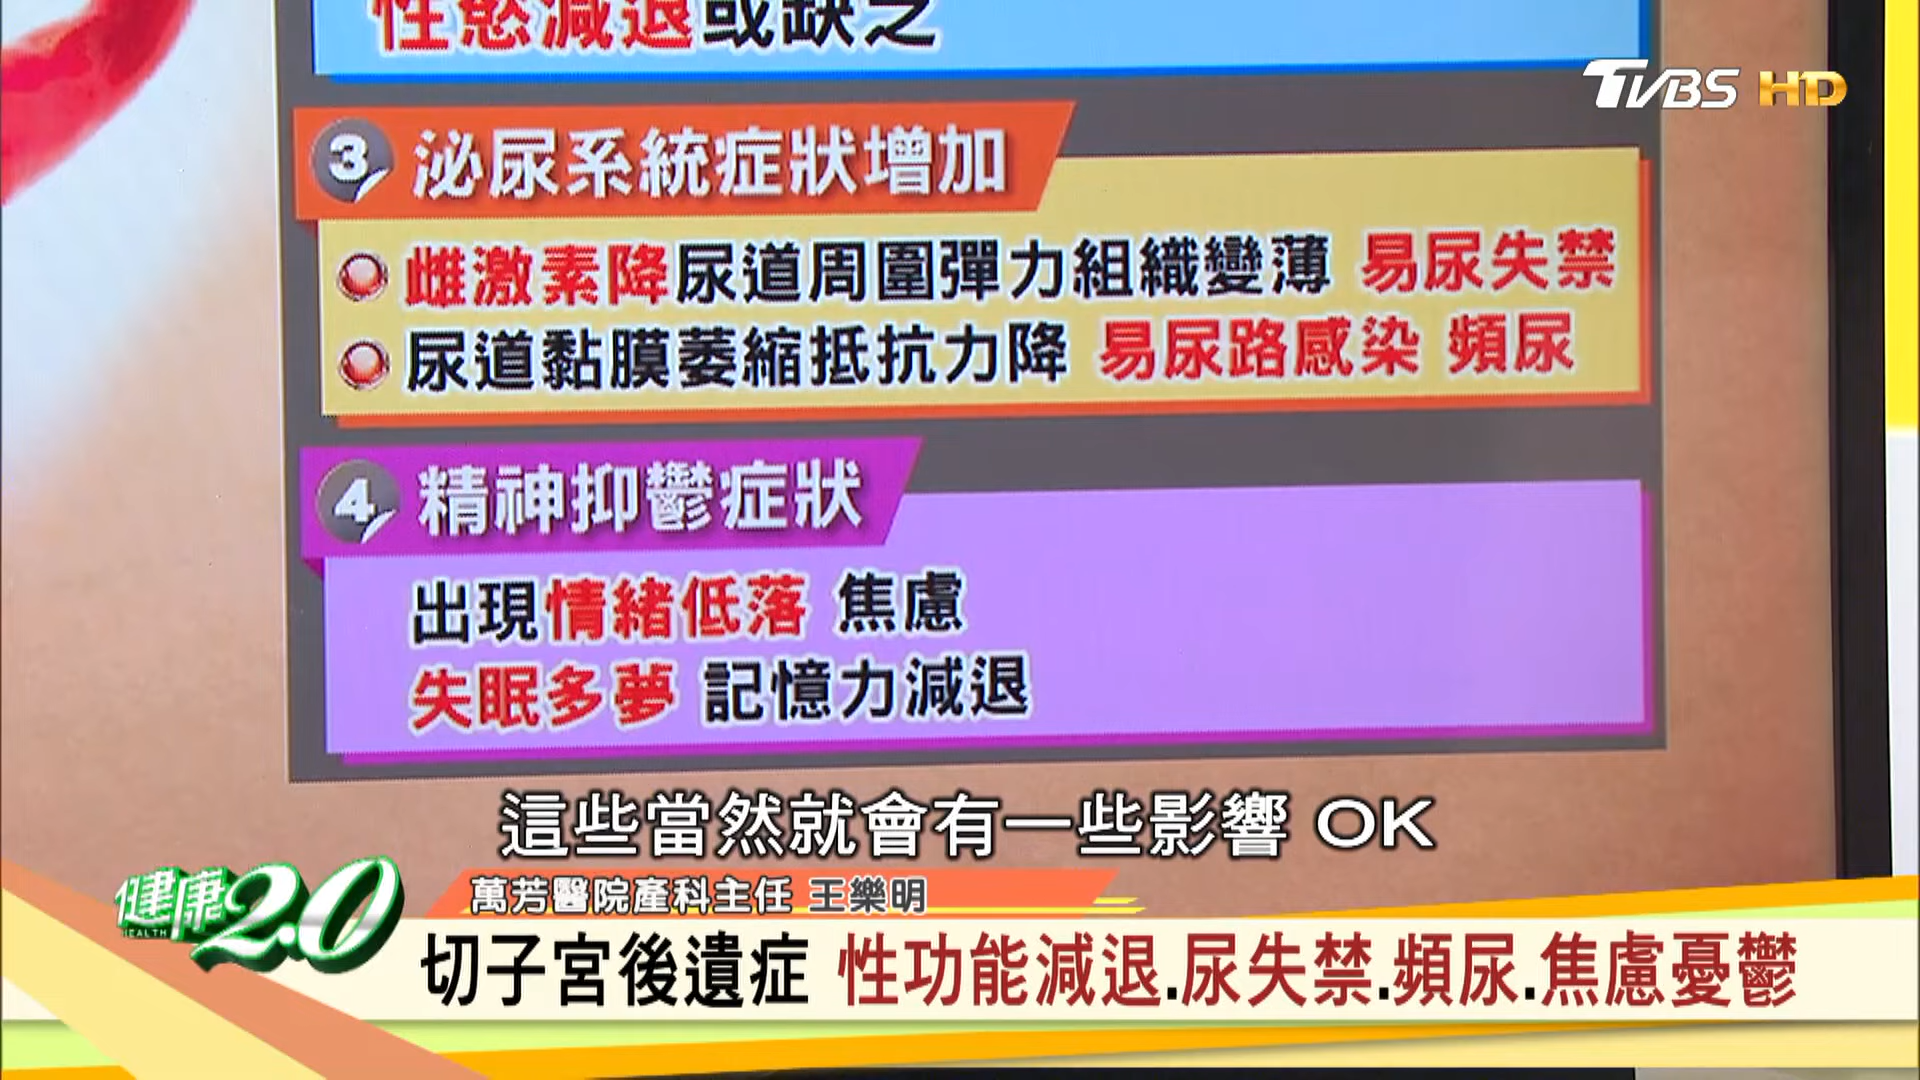 性慾減退或缺乏
TVBS HD
3 泌尿系統症狀增加
雌激素降尿道周圍彈力組織變薄 易尿失禁
尿道黏膜萎縮抵抗力降 易尿路感染 頻尿
4 精神抑鬱症狀
出現情緒低落 焦慮
失眠多夢 記憶力減退
這些當然就會有一些影響 OK
健康2.0
HEALTH
萬芳醫院產科主任 王樂明
切子宮後遺症 性功能減退.尿失禁.頻尿.焦慮憂鬱